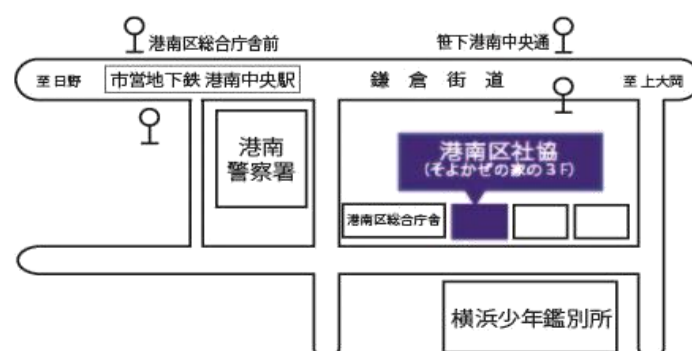 港南区総合庁舎前
笹下港南中央通
至日野
市営地下鉄 港南中央駅
鎌倉街道
至上大岡
港南
警察署
港南区社協
(そよかぜの家の3F)
港南区総合庁舎
横浜少年鑑別所